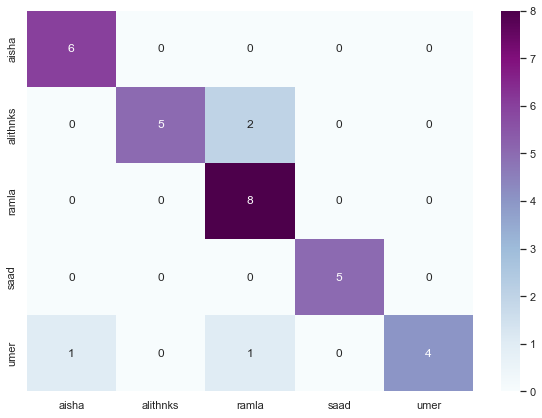 8
aisha 6 0 0 0 0
7
6
alithnks 0 5 2 0 0
5
ramla 0 0 8 0 0
4
3
saad 0 0 0 5 0
2
umer 1 0 1 0 4
1
0
aisha alithnks ramla saad umer